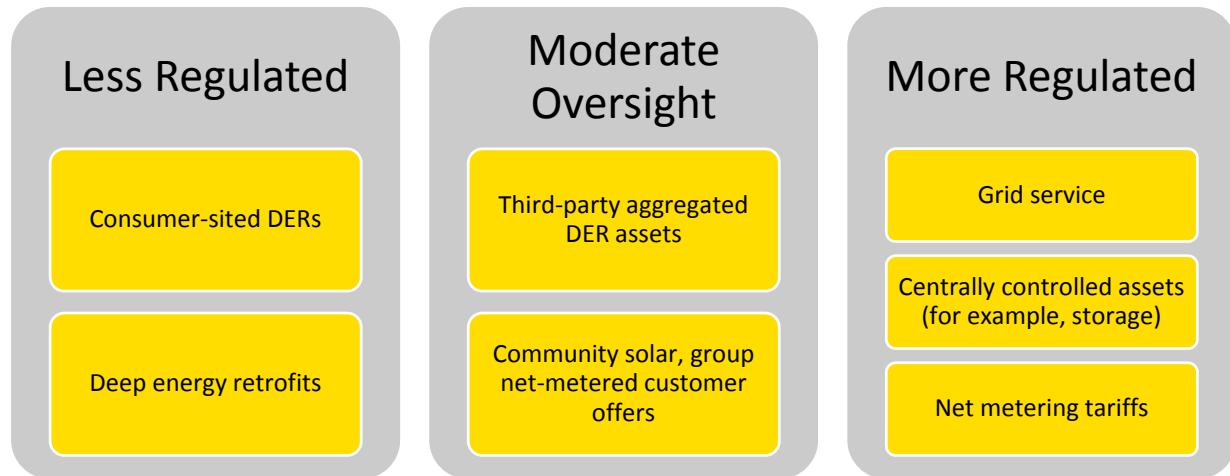 Less Regulated
Consumer-sited DERs
Deep energy retrofits
Moderate
Oversight
Third-party aggregated
DER assets
Community solar, group
net-metered customer
offers
More Regulated
Grid service
Centrally controlled assets
(for example, storage)
Net metering tariffs